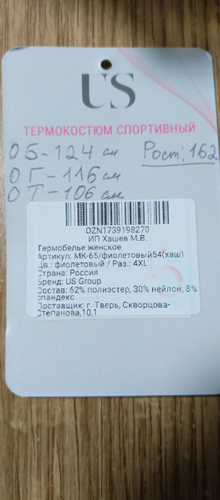 US
ТЕРМОКОСТЮМ СПОРТИВНЫЙ
ОБ-124 см Рост; 162
ОГ-116 см
ОТ-106 см
OZN1739198270
ИП Хашев М.В.
Термобелье женское
Артикул: МК-65/фиолетовый54(хаш)
Цв.: фиолетовый / Раз.: 4XL
Страна: Россия
Бренд: US Group
Состав: 62% полиэстер, 30% нейлон, 8%
спандекс
Поставщик: г. Тверь, Скворцова-
Степанова,10,1